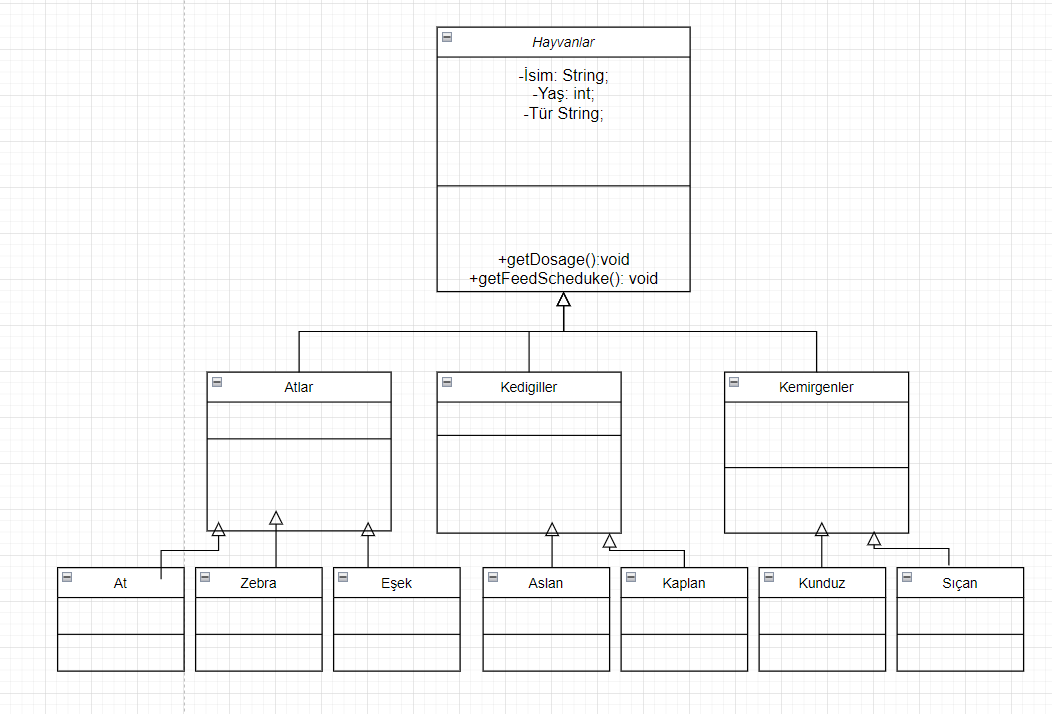 Hayvanlar
-İsim: String;
-Yaş: int;
-Tür String;
+getDosage():void
+getFeedScheduke(): void
Atlar
Kedigiller
Kemirgenler
At
Zebra
Eşek
Aslan
Kaplan
Kunduz
Sıçan